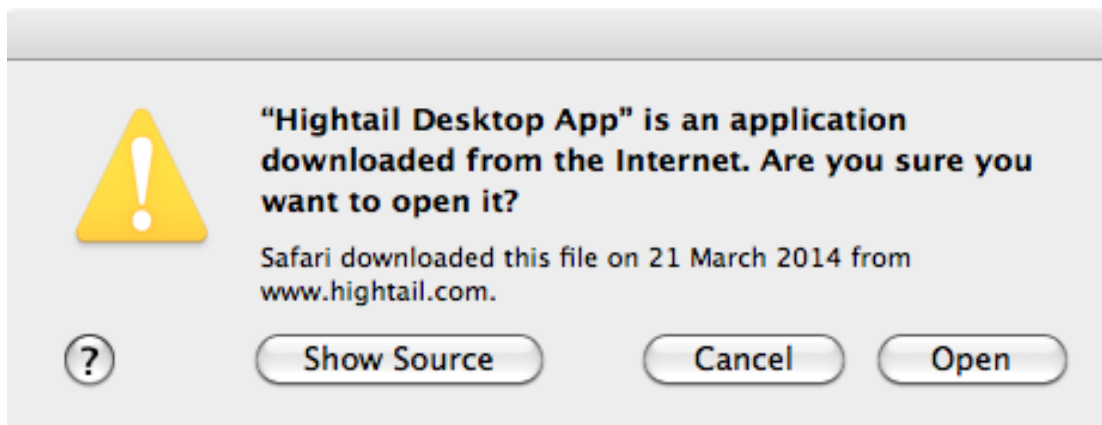 “Hightail Desktop App” is an application
downloaded from the Internet. Are you sure you
want to open it?
Safari downloaded this file on 21 March 2014 from
www.hightail.com.
? Show Source Cancel Open